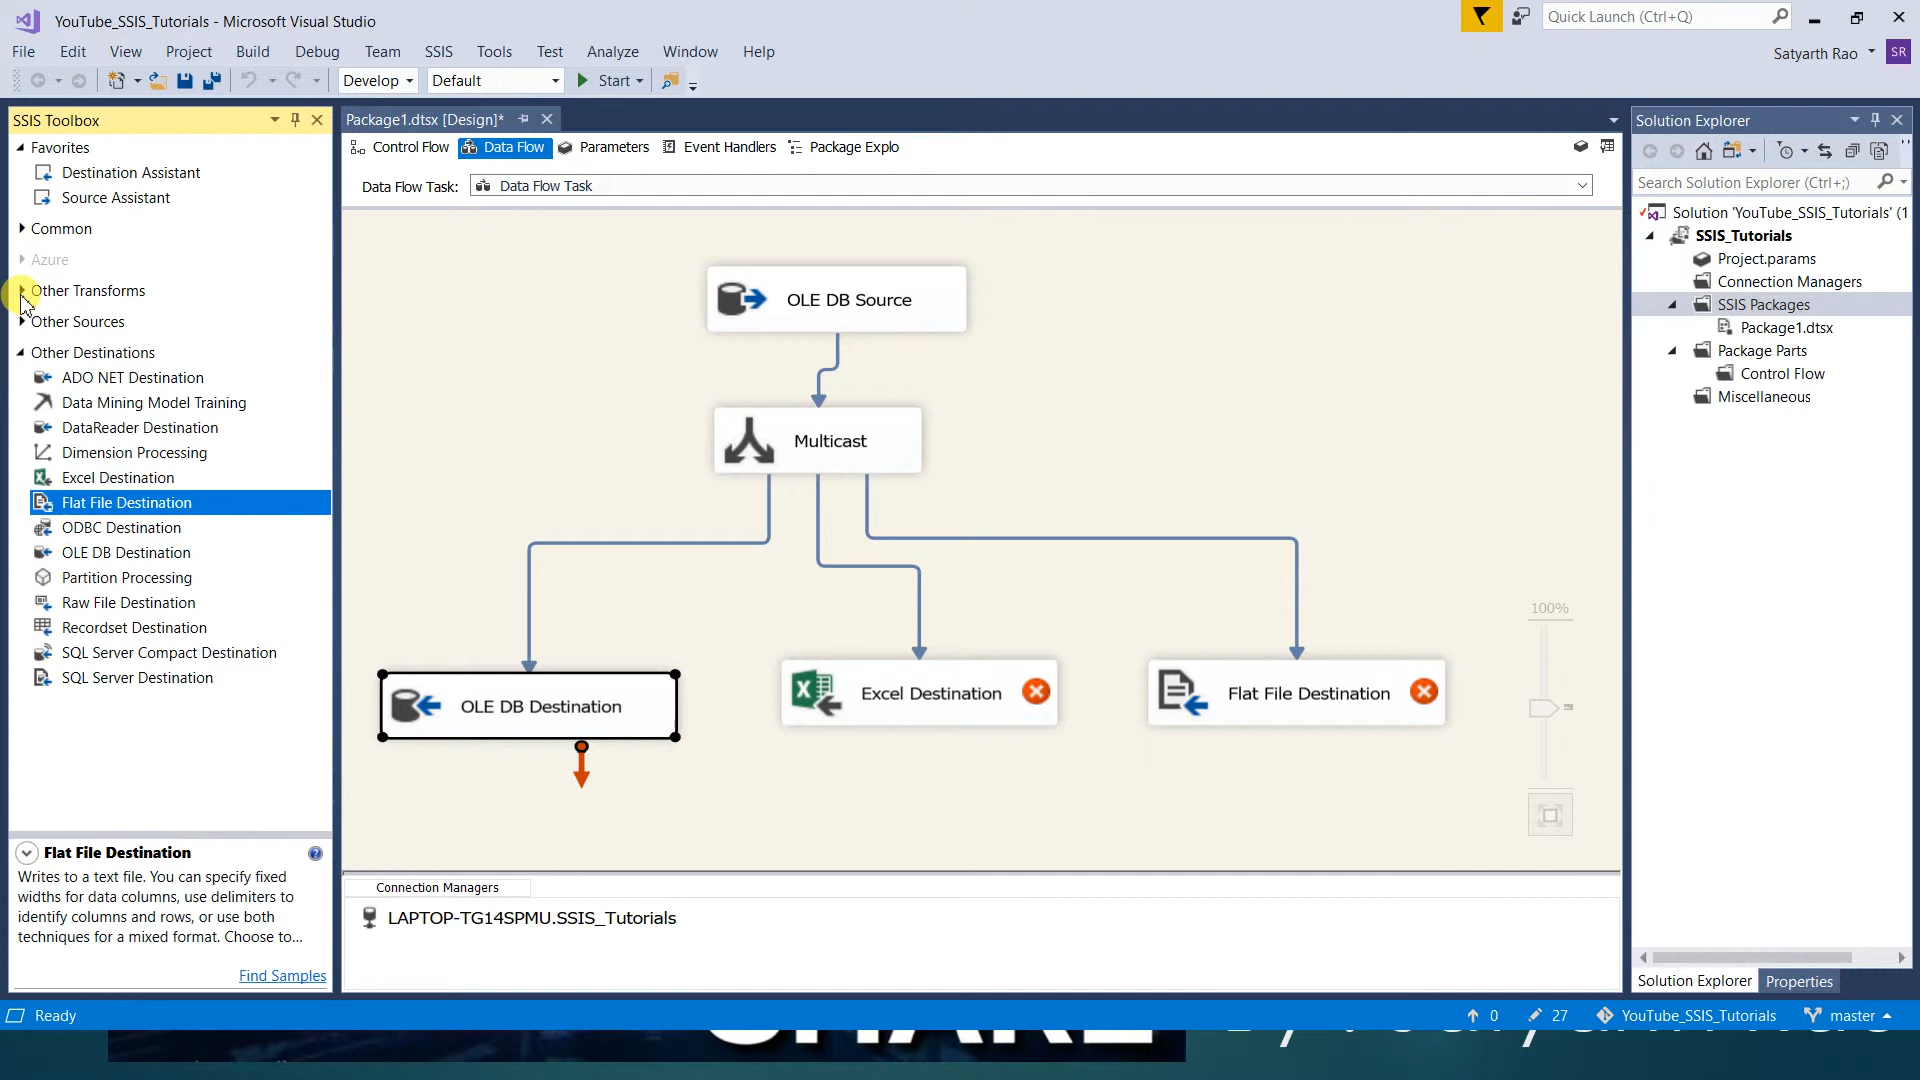 YouTube_SSIS_Tutorials - Microsoft Visual Studio
Quick Launch (Ctrl+Q)
File Edit View Project Build Debug Team SSIS Tools Test Analyze Window Help
Satyarth Rao SR
Develop Default Start
SSIS Toolbox
Favorites
Destination Assistant
Source Assistant
Common
Azure
Other Transforms
Other Sources
Other Destinations
ADO NET Destination
Data Mining Model Training
DataReader Destination
Dimension Processing
Excel Destination
Flat File Destination
ODBC Destination
OLE DB Destination
Partition Processing
Raw File Destination
Recordset Destination
SQL Server Compact Destination
SQL Server Destination
Flat File Destination
Writes to a text file. You can specify fixed
widths for data columns, use delimiters to
identify columns and rows, or use both
techniques for a mixed format. Choose to...
Find Samples
Package1.dtsx [Design]*
Control Flow Data Flow Parameters Event Handlers Package Explo
Data Flow Task: Data Flow Task
OLE DB Source
Multicast
OLE DB Destination
Excel Destination
Flat File Destination
100%
Connection Managers
LAPTOP-TG14SPMU.SSIS_Tutorials
Solution Explorer
Search Solution Explorer (Ctrl+;)
Solution 'YouTube_SSIS_Tutorials' (1
SSIS_Tutorials
Project.params
Connection Managers
SSIS Packages
Package1.dtsx
Package Parts
Control Flow
Miscellaneous
Solution Explorer Properties
Ready
0 27 YouTube_SSIS_Tutorials master